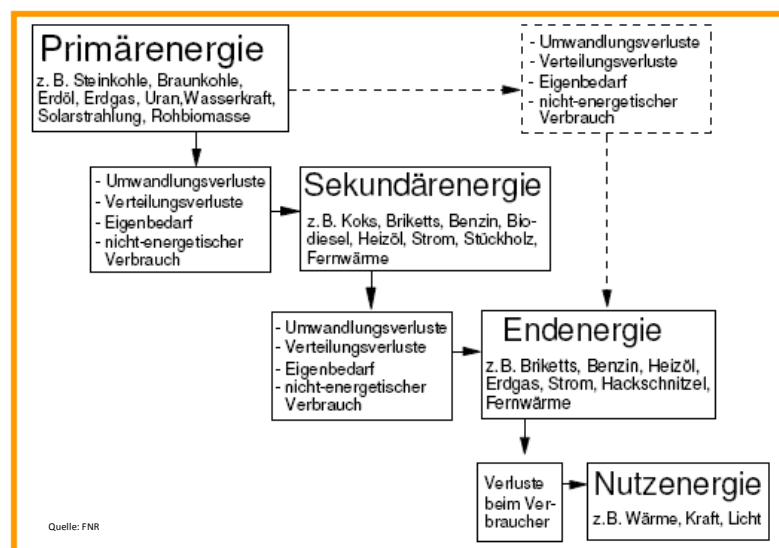 Primärenergie
z. B. Steinkohle, Braunkohle,
Erdöl, Erdgas, Uran,Wasserkraft,
Solarstrahlung, Rohbiomasse
- Umwandlungsverluste
- Verteilungsverluste
- Eigenbedarf
- nicht-energetischer
Verbrauch
- Umwandlungsverluste
- Verteilungsverluste
- Eigenbedarf
- nicht-energetischer
Verbrauch
Sekundärenergie
z.B. Koks, Briketts, Benzin, Bio-
diesel, Heizöl, Strom, Stückholz,
Fernwärme
- Umwandlungsverluste
- Verteilungsverluste
- Eigenbedarf
- nicht-energetischer
Verbrauch
Endenergie
z.B. Briketts, Benzin, Heizöl,
Erdgas, Strom, Hackschnitzel,
Fernwärme
Verluste
beim Ver-
braucher
Nutzenergie
z.B. Wärme, Kraft, Licht
Quelle: FNR